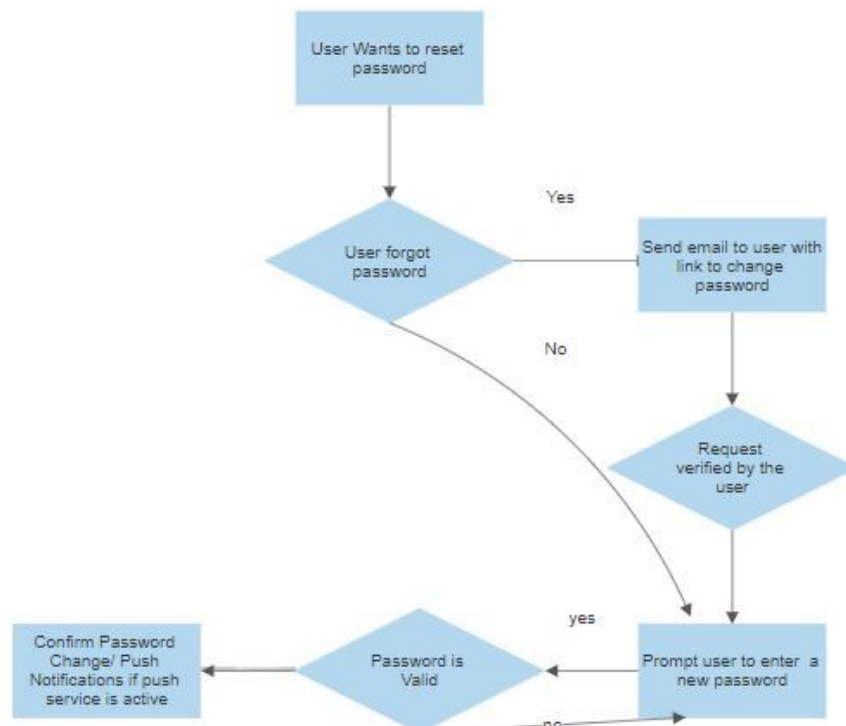 User Wants to reset
password
Yes
User forgot
password
Send email to user with
link to change
password
No
Request
verified by the
user
yes
Confirm Password
Change/ Push
Notifications if push
service is active
Password is
Valid
Prompt user to enter a
new password
no